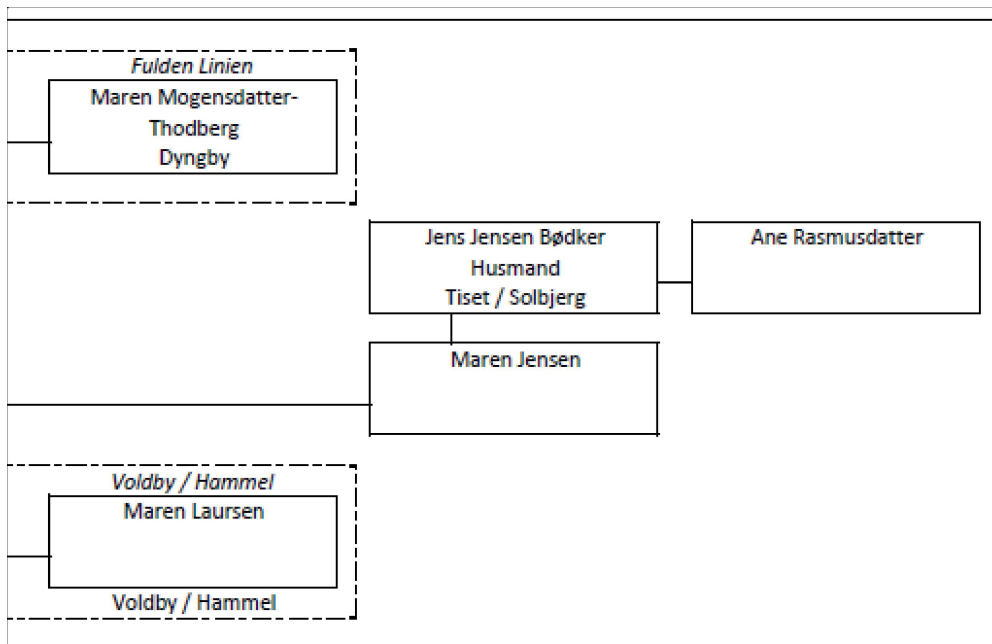 Fulden Linien
Maren Mogensdatter-
Thodberg
Dyngby
Jens Jensen Bødker
Husmand
Tiset / Solbjerg
Ane Rasmusdatter
Maren Jensen
Voldby / Hammel
Maren Laursen
Voldby / Hammel